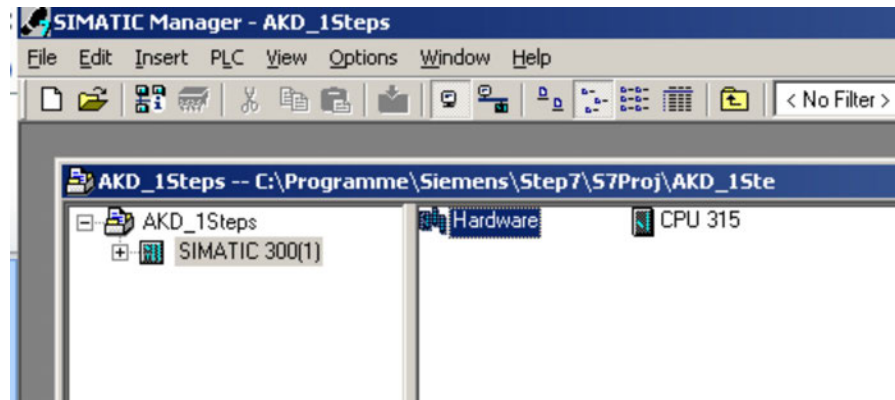 SIMATIC Manager - AKD_1Steps
File Edit Insert PLC View Options Window Help
< No Filter >
AKD_1Steps -- C:\Programme\Siemens\Step7\S7Proj\AKD_1Ste
AKD_1Steps
SIMATIC 300(1)
Hardware
CPU 315